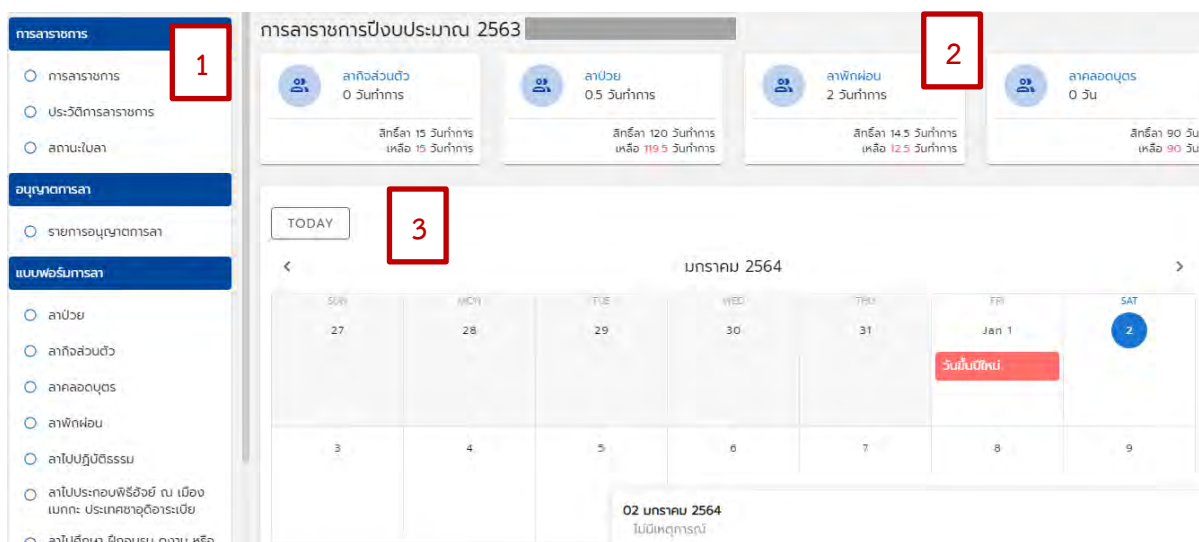 การลาราชการ
1
การลาราชการ
ประวัติการลาราชการ
สถานะใบลา
อนุญาตการลา
รายการอนุญาตการลา
แบบฟอร์มการลา
ลาป่วย
ลากิจส่วนตัว
ลาคลอดบุตร
ลาพักผ่อน
ลาไปปฏิบัติธรรม
ลาไปประกอบพิธีฮัจย์ ณ เมือง
เมกกะ ประเทศซาอุดิอาระเบีย
ลาไปศึกษา ฝึกอบรม ดูงาน หรือ
การลาราชการปีงบประมาณ 2563
2
ลากิจส่วนตัว
0 วันทำการ
สิทธิ์ลา 15 วันทำการ
เหลือ 15 วันทำการ
ลาป่วย
0.5 วันทำการ
สิทธิ์ลา 120 วันทำการ
เหลือ 119.5 วันทำการ
ลาพักผ่อน
2 วันทำการ
สิทธิ์ลา 14.5 วันทำการ
เหลือ 12.5 วันทำการ
ลาคลอดบุตร
0 วัน
สิทธิ์ลา 90 วัน
เหลือ 90 วัน
TODAY
3
< มกราคม 2564 >
SUN MON TUE WED THU FRI SAT
27 28 29 30 31 Jan 1 2
วันขึ้นปีใหม่
3 4 5 6 7 8 9
02 มกราคม 2564
ไม่มีเหตุการณ์